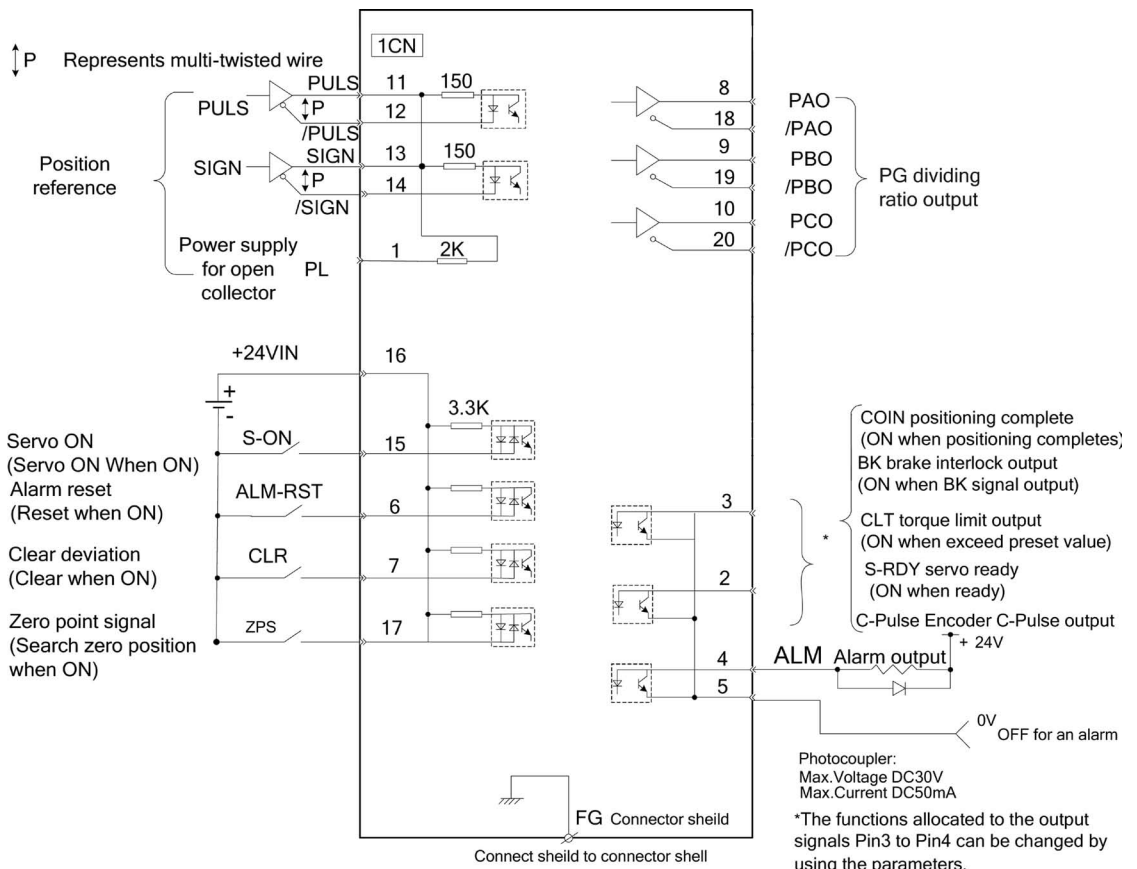 P Represents multi-twisted wire
1CN
PULS 11 150
PULS
P
12
/PULS
SIGN 13 150
SIGN
P
14
/SIGN
Position
reference
Power supply
for open
collector
PL
1 2K
8 PAO
18 /PAO
9 PBO
19 /PBO
10 PCO
20 /PCO
PG dividing
ratio output
+24VIN 16
+
-
3.3K
Servo ON
(Servo ON When ON)
S-ON 15
Alarm reset
(Reset when ON)
ALM-RST 6
Clear deviation
(Clear when ON)
CLR 7
Zero point signal
(Search zero position
when ON)
ZPS 17
3
2
*
COIN positioning complete
(ON when positioning completes)
BK brake interlock output
(ON when BK signal output)
CLT torque limit output
(ON when exceed preset value)
S-RDY servo ready
(ON when ready)
C-Pulse Encoder C-Pulse output
+ 24V
4 ALM Alarm output
5
0V
OFF for an alarm
Photocoupler:
Max.Voltage DC30V
Max.Current DC50mA
*The functions allocated to the output
signals Pin3 to Pin4 can be changed by
using the parameters.
FG Connector sheild
Connect sheild to connector shell